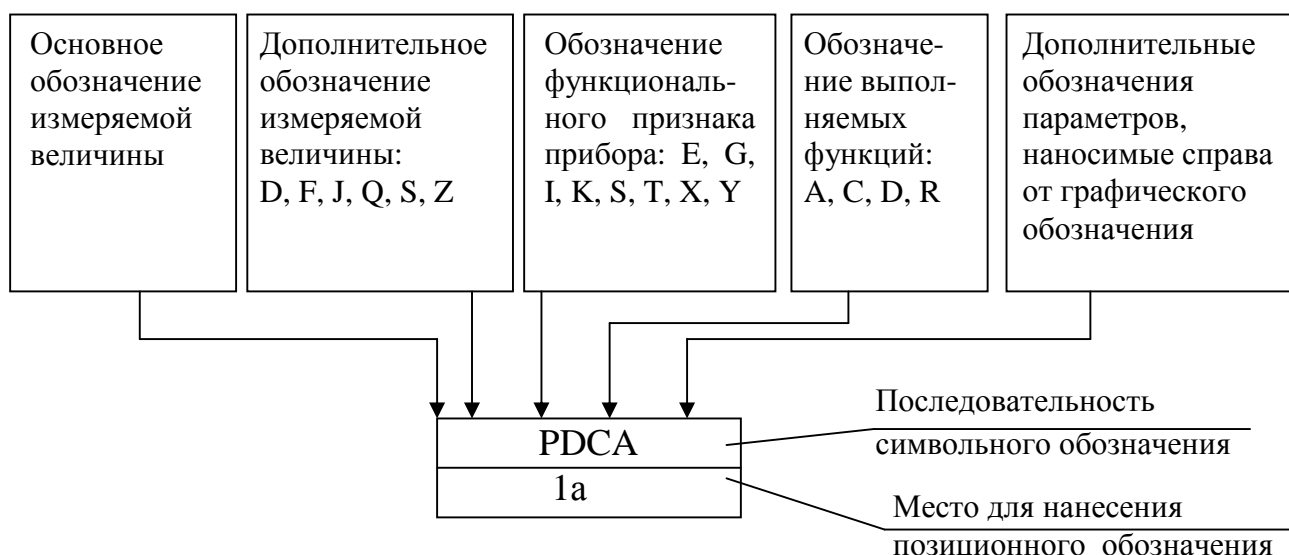 Основное
обозначение
измеряемой
величины
Дополнительное
обозначение
измеряемой
величины:
D, F, J, Q, S, Z
Обозначение
функциональ-
ного признака
прибора: E, G,
I, K, S, T, X, Y
Обозначе-
ние выпол-
няемых
функций:
A, C, D, R
Дополнительные
обозначения
параметров,
наносимые справа
от графического
обозначения
PDCA
1а
Последовательность
символьного обозначения
Место для нанесения
позиционного обозначения